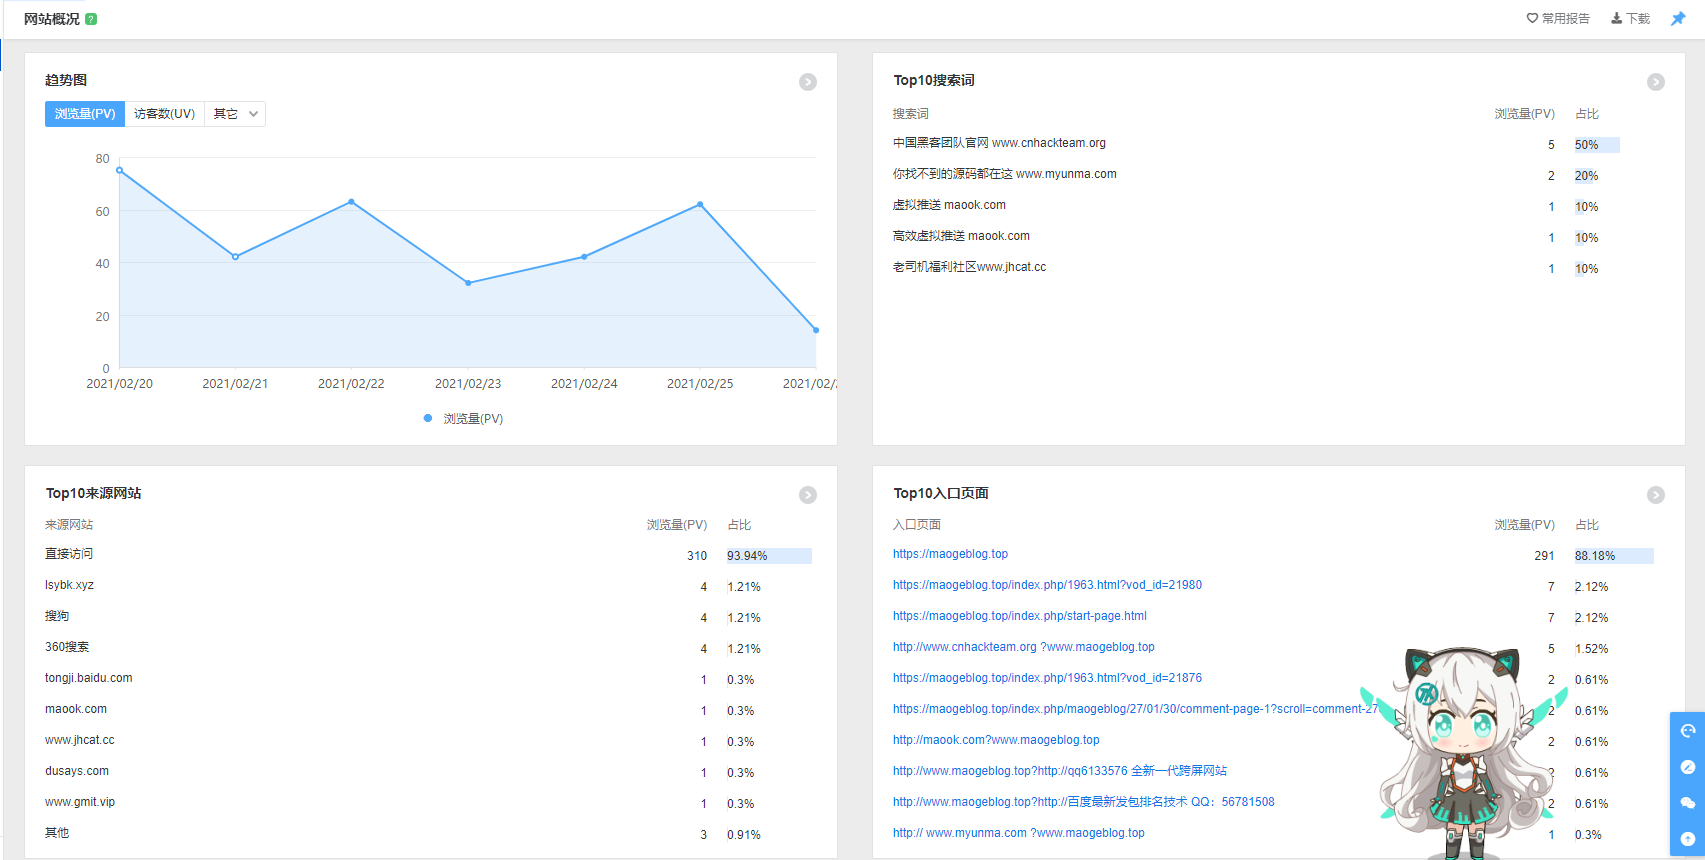 网站概况 ?
常用报告 下载
趋势图
浏览量(PV) 访客数(UV) 其它
80
60
40
20
0
2021/02/20 2021/02/21 2021/02/22 2021/02/23 2021/02/24 2021/02/25 2021/02/2
浏览量(PV)
Top10搜索词
搜索词 浏览量(PV) 占比
中国黑客团队官网 www.cnhackteam.org 5 50%
你找不到的源码都在这 www.myunma.com 2 20%
虚拟推送 maook.com 1 10%
高效虚拟推送 maook.com 1 10%
老司机福利社区www.jhcat.cc 1 10%
Top10来源网站
来源网站 浏览量(PV) 占比
直接访问 310 93.94%
lsybk.xyz 4 1.21%
搜狗 4 1.21%
360搜索 4 1.21%
tongji.baidu.com 1 0.3%
maook.com 1 0.3%
www.jhcat.cc 1 0.3%
dusays.com 1 0.3%
www.gmit.vip 1 0.3%
其他 3 0.91%
Top10入口页面
入口页面 浏览量(PV) 占比
https://maogeblog.top 291 88.18%
https://maogeblog.top/index.php/1963.html?vod_id=21980 7 2.12%
https://maogeblog.top/index.php/start-page.html 7 2.12%
http://www.cnhackteam.org ?www.maogeblog.top 5 1.52%
https://maogeblog.top/index.php/1963.html?vod_id=21876 2 0.61%
https://maogeblog.top/index.php/maogeblog/27/01/30/comment-page-1?scroll=comment-27 2 0.61%
http://maook.com?www.maogeblog.top 2 0.61%
http://www.maogeblog.top?http://qq6133576 全新一代跨屏网站 2 0.61%
http://www.maogeblog.top?http://百度最新发包排名技术 QQ：56781508 2 0.61%
http:// www.myunma.com ?www.maogeblog.top 1 0.3%